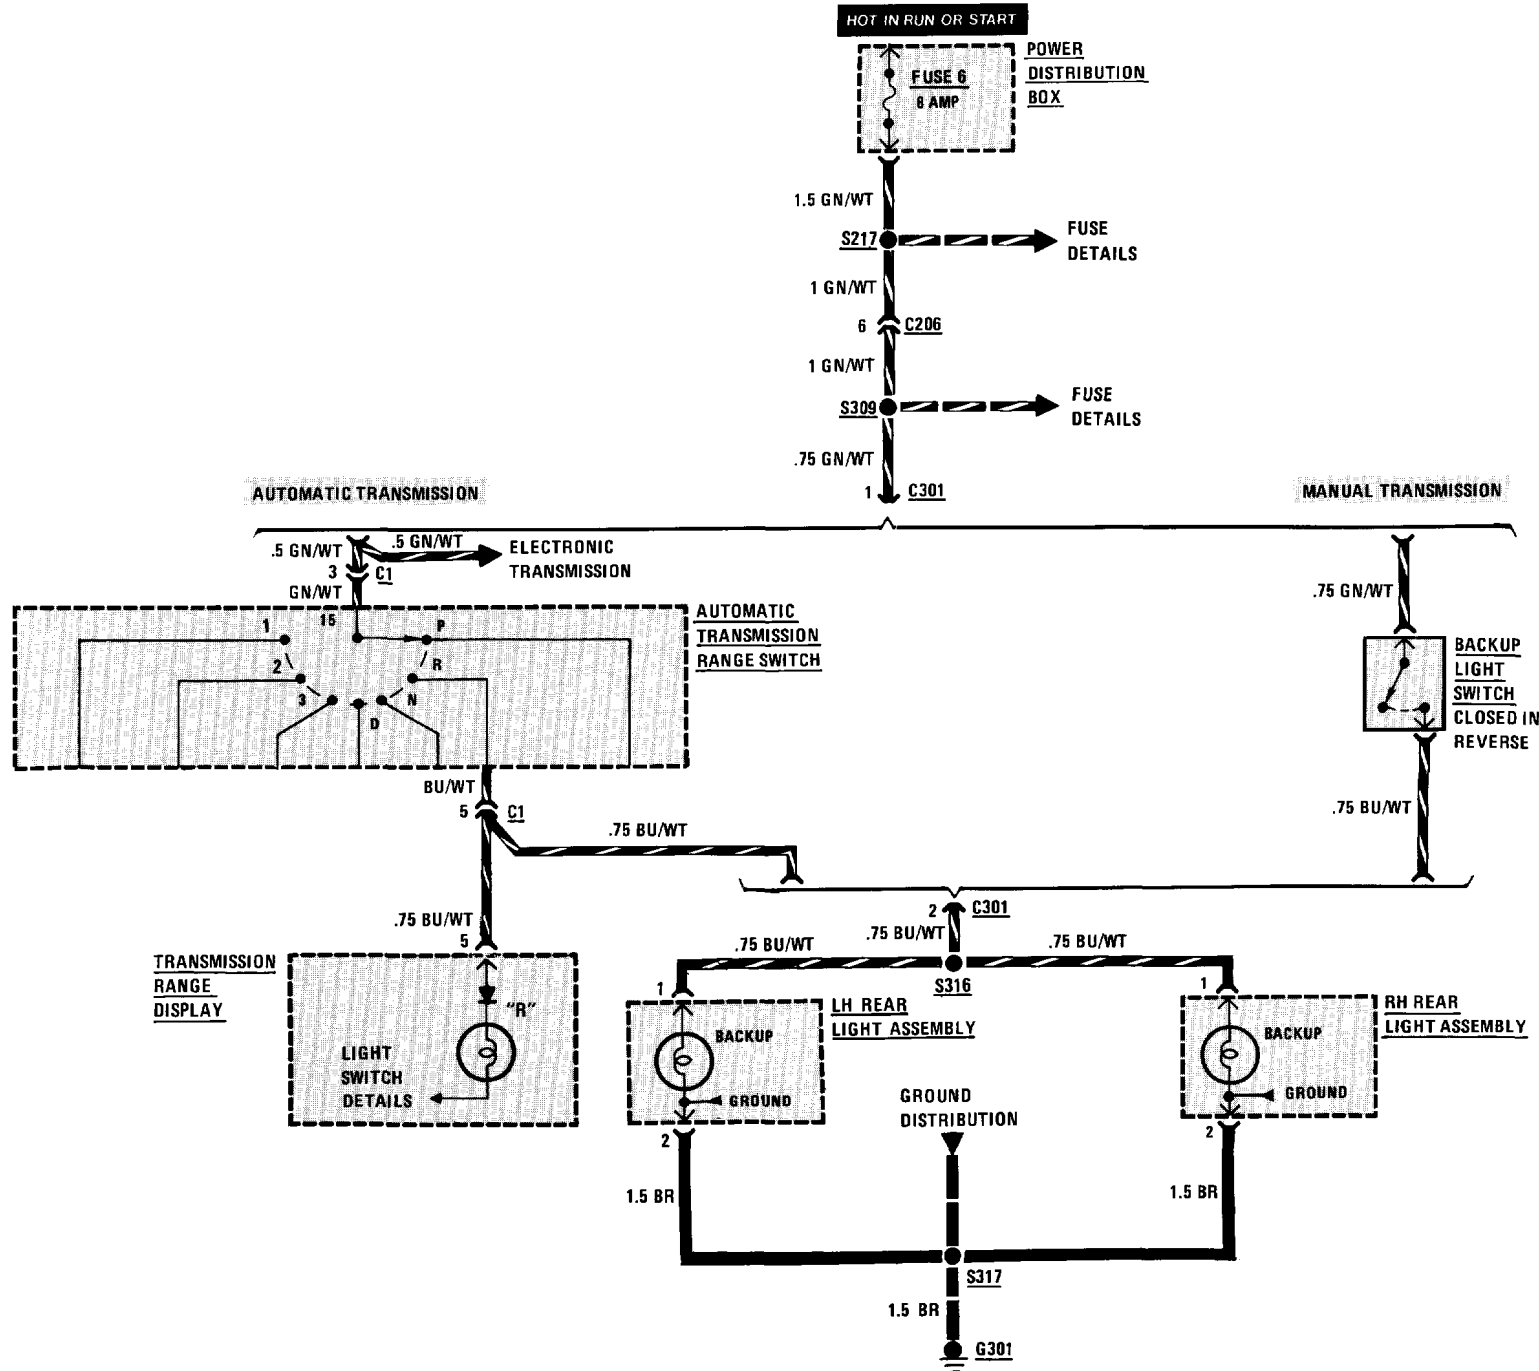 HOT IN RUN OR START
POWER
DISTRIBUTION
BOX
FUSE 6
8 AMP
1.5 GN/WT
S217
FUSE
DETAILS
1 GN/WT
6
C206
1 GN/WT
S309
FUSE
DETAILS
.75 GN/WT
1
C301
AUTOMATIC TRANSMISSION
MANUAL TRANSMISSION
.5 GN/WT
.5 GN/WT
ELECTRONIC
TRANSMISSION
3
C1
GN/WT
15
1
2
3
D
N
R
P
AUTOMATIC
TRANSMISSION
RANGE SWITCH
.75 GN/WT
BACKUP
LIGHT
SWITCH
CLOSED IN
REVERSE
BU/WT
5
C1
.75 BU/WT
.75 BU/WT
2
C301
.75 BU/WT
5
.75 BU/WT
.75 BU/WT
.75 BU/WT
S316
TRANSMISSION
RANGE
DISPLAY
"R"
LIGHT
SWITCH
DETAILS
1
LH REAR
LIGHT ASSEMBLY
BACKUP
GROUND
2
1
RH REAR
LIGHT ASSEMBLY
BACKUP
GROUND
2
GROUND
DISTRIBUTION
1.5 BR
1.5 BR
S317
1.5 BR
G301